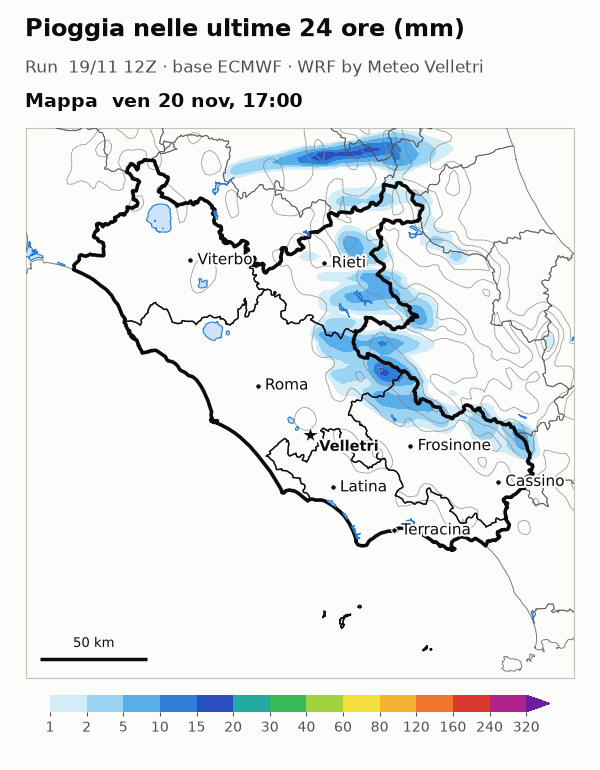 Pioggia nelle ultime 24 ore (mm)
Run  19/11 12Z · base ECMWF · WRF by Meteo Velletri
Mappa  ven 20 nov, 17:00
Viterbo
Rieti
Roma
Velletri
Frosinone
Latina
Cassino
Terracina
50 km
1 2 5 10 15 20 30 40 60 80 120 160 240 320